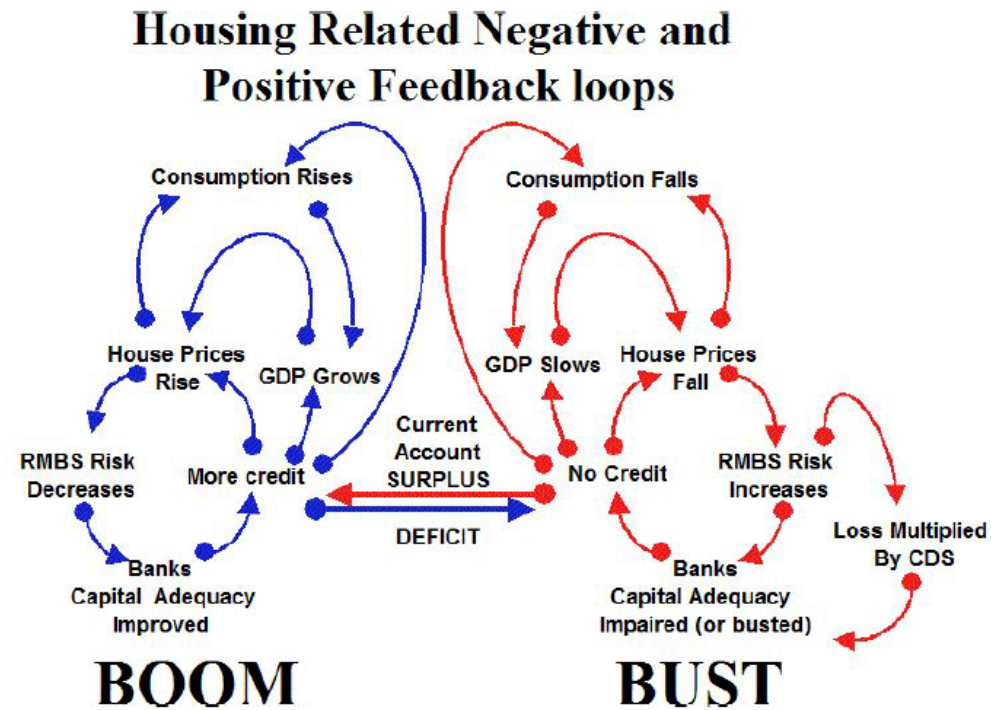 Housing Related Negative and
Positive Feedback loops
Consumption Rises
House Prices
Rise
GDP Grows
RMBS Risk
Decreases
More credit
Banks
Capital Adequacy
Improved
BOOM
Current
Account
SURPLUS
DEFICIT
Consumption Falls
GDP Slows
House Prices
Fall
No Credit
RMBS Risk
Increases
Loss Multiplied
By CDS
Banks
Capital Adequacy
Impaired (or busted)
BUST